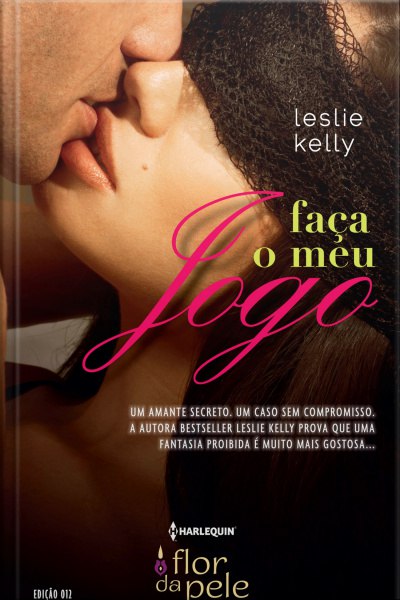 leslie
kelly
faça
o meu
Jogo
UM AMANTE SECRETO. UM CASO SEM COMPROMISSO.
A AUTORA BESTSELLER LESLIE KELLY PROVA QUE UMA
FANTASIA PROIBIDA É MUITO MAIS GOSTOSA...
HARLEQUIN®
flor
da pele
EDIÇÃO 012